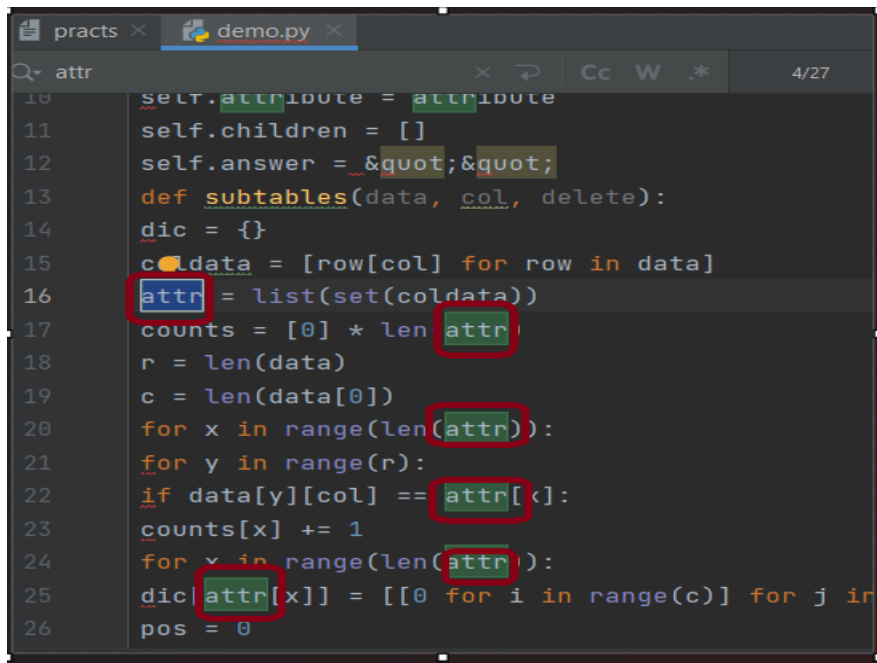 practs × demo.py ×
attr × Cc W .* 4/27
10 self.attribute = attribute
11 self.children = []
12 self.answer = &quot;&quot;
13 def subtables(data, col, delete):
14 dic = {}
15 coldata = [row[col] for row in data]
16 attr = list(set(coldata))
17 counts = [0] * len(attr)
18 r = len(data)
19 c = len(data[0])
20 for x in range(len(attr)):
21 for y in range(r):
22 if data[y][col] == attr[x]:
23 counts[x] += 1
24 for x in range(len(attr)):
25 dic[attr[x]] = [[0 for i in range(c)] for j in
26 pos = 0